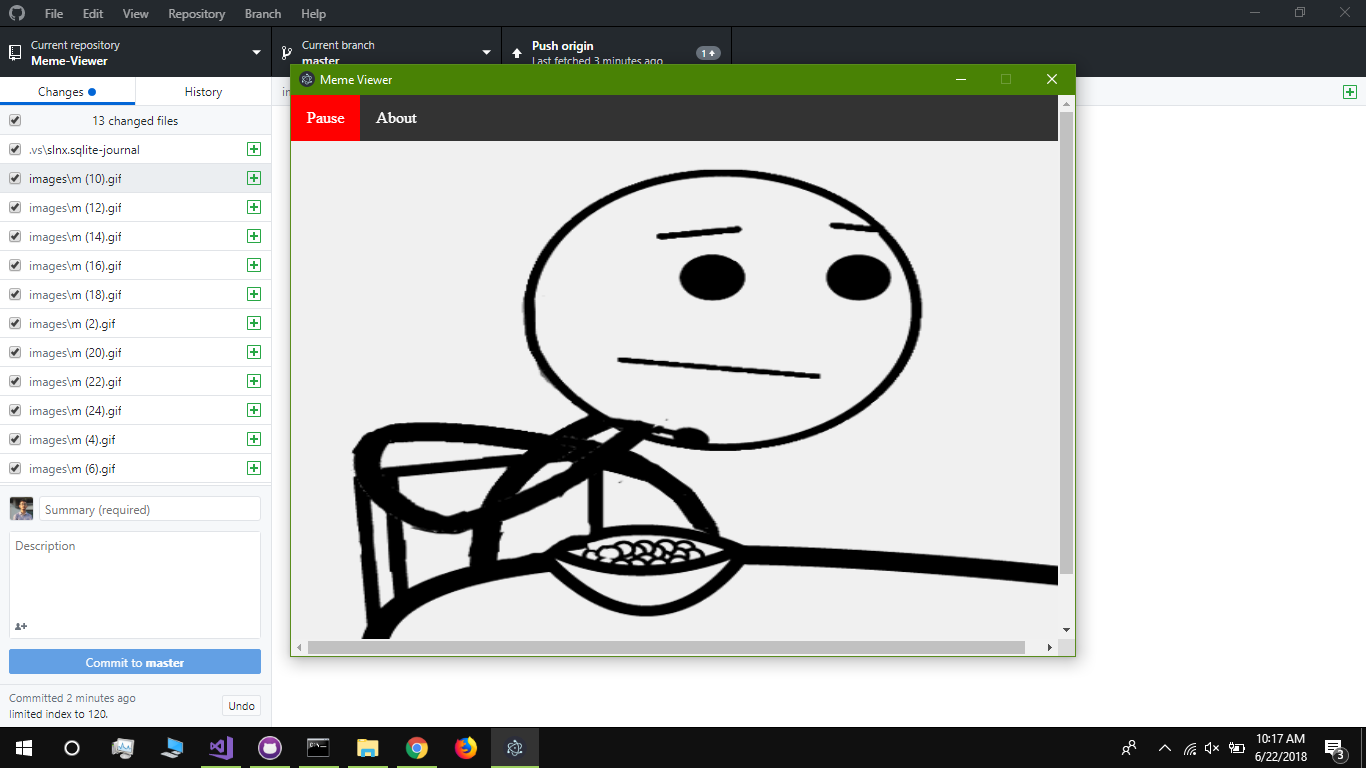 File Edit View Repository Branch Help
Current repository
Meme-Viewer
Current branch
master
Push origin
Last fetched 3 minutes ago
1
Meme Viewer
Changes
History
Pause
About
13 changed files
.vs\slnx.sqlite-journal
images\m (10).gif
images\m (12).gif
images\m (14).gif
images\m (16).gif
images\m (18).gif
images\m (2).gif
images\m (20).gif
images\m (22).gif
images\m (24).gif
images\m (4).gif
images\m (6).gif
Summary (required)
Description
Commit to master
Committed 2 minutes ago
limited index to 120.
Undo
10:17 AM
6/22/2018
3